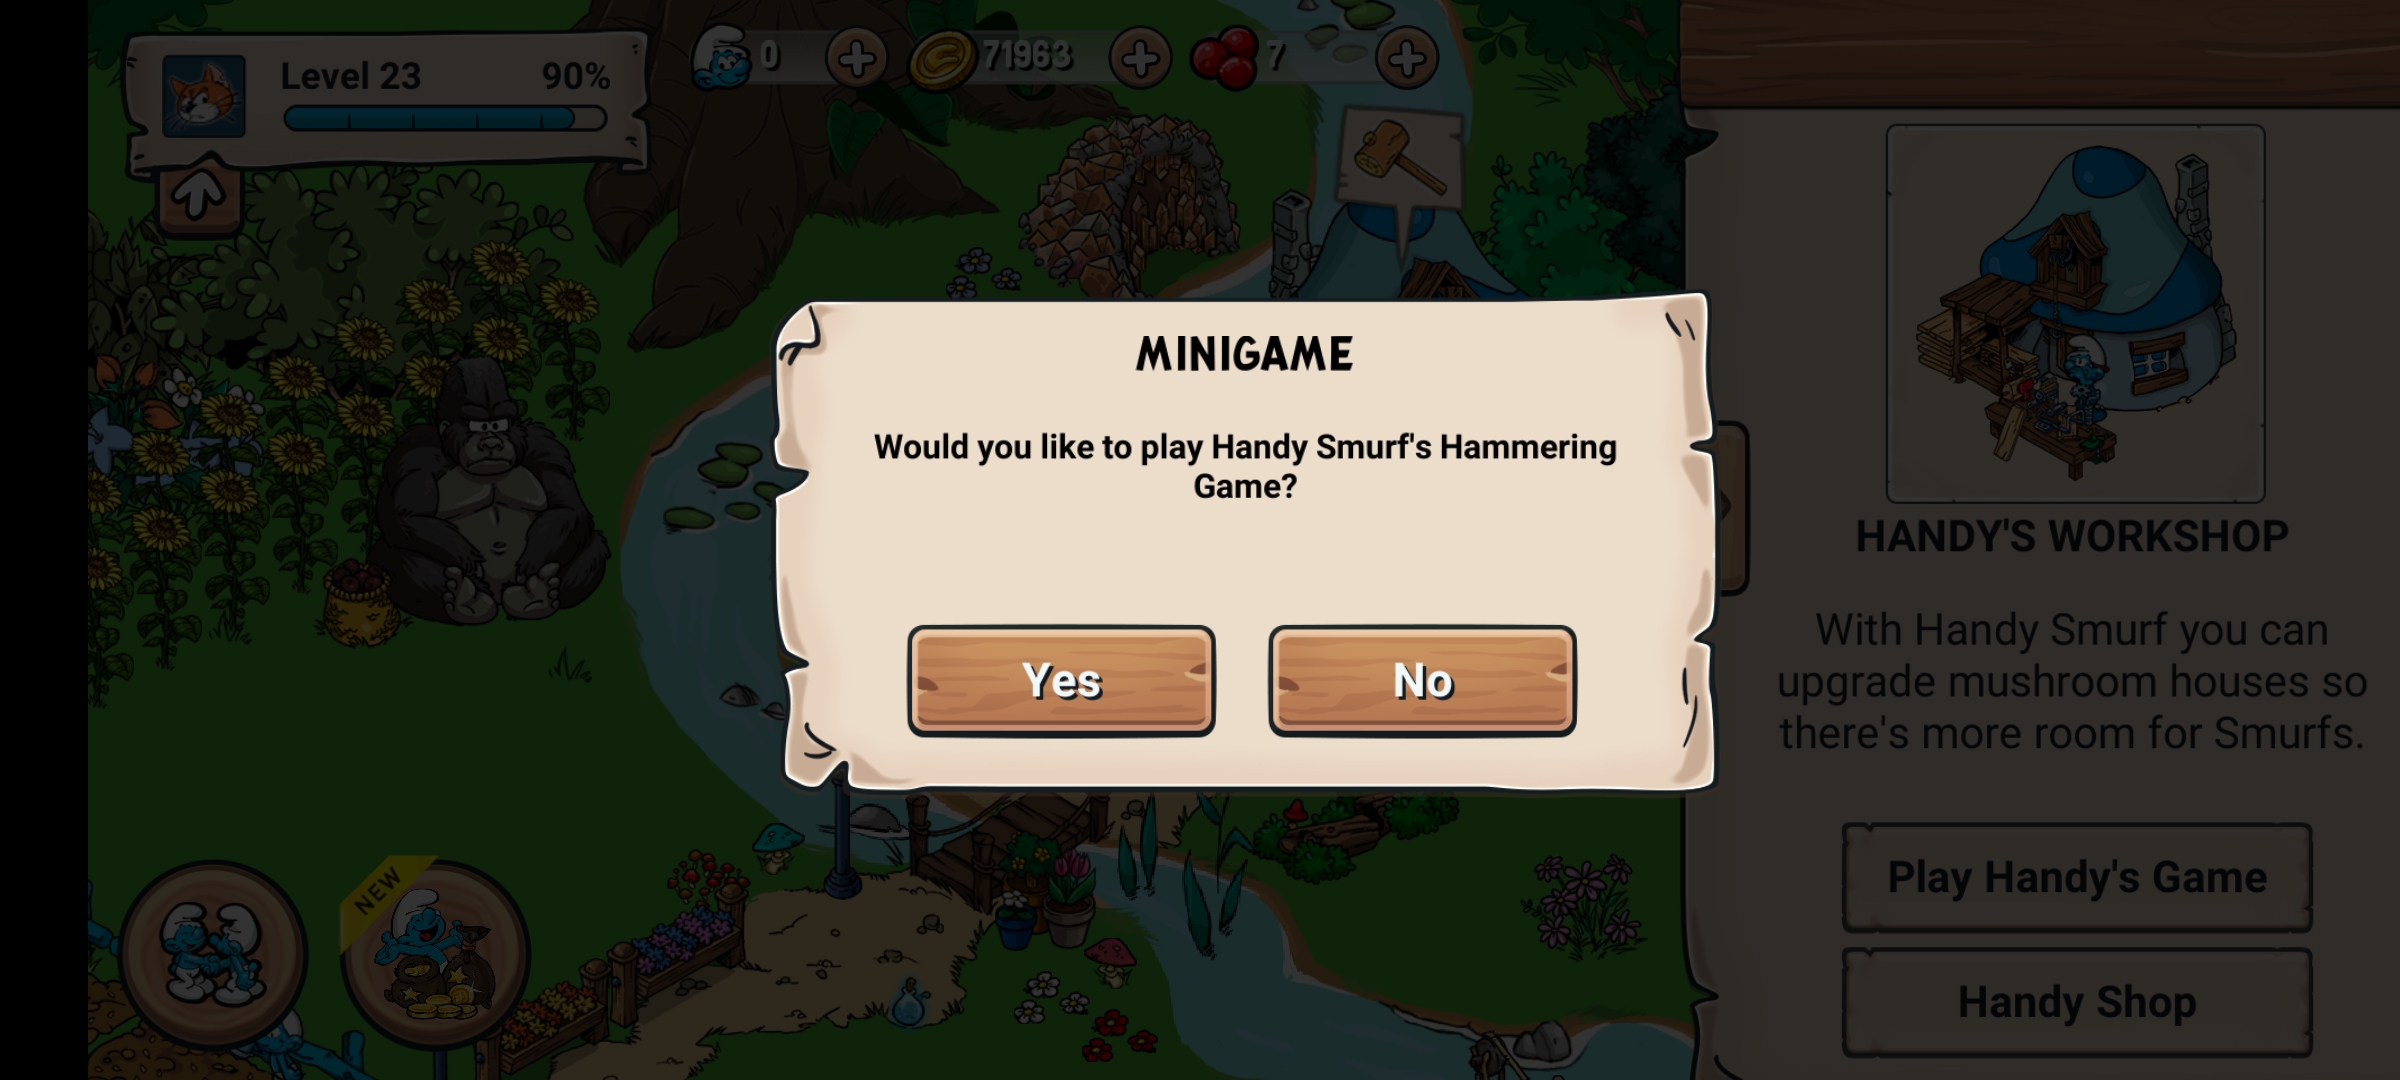 Level 23 90%
0
71963
7
MINIGAME
Would you like to play Handy Smurf's Hammering
Game?
Yes
No
HANDY'S WORKSHOP
With Handy Smurf you can
upgrade mushroom houses so
there's more room for Smurfs.
Play Handy's Game
Handy Shop
NEW